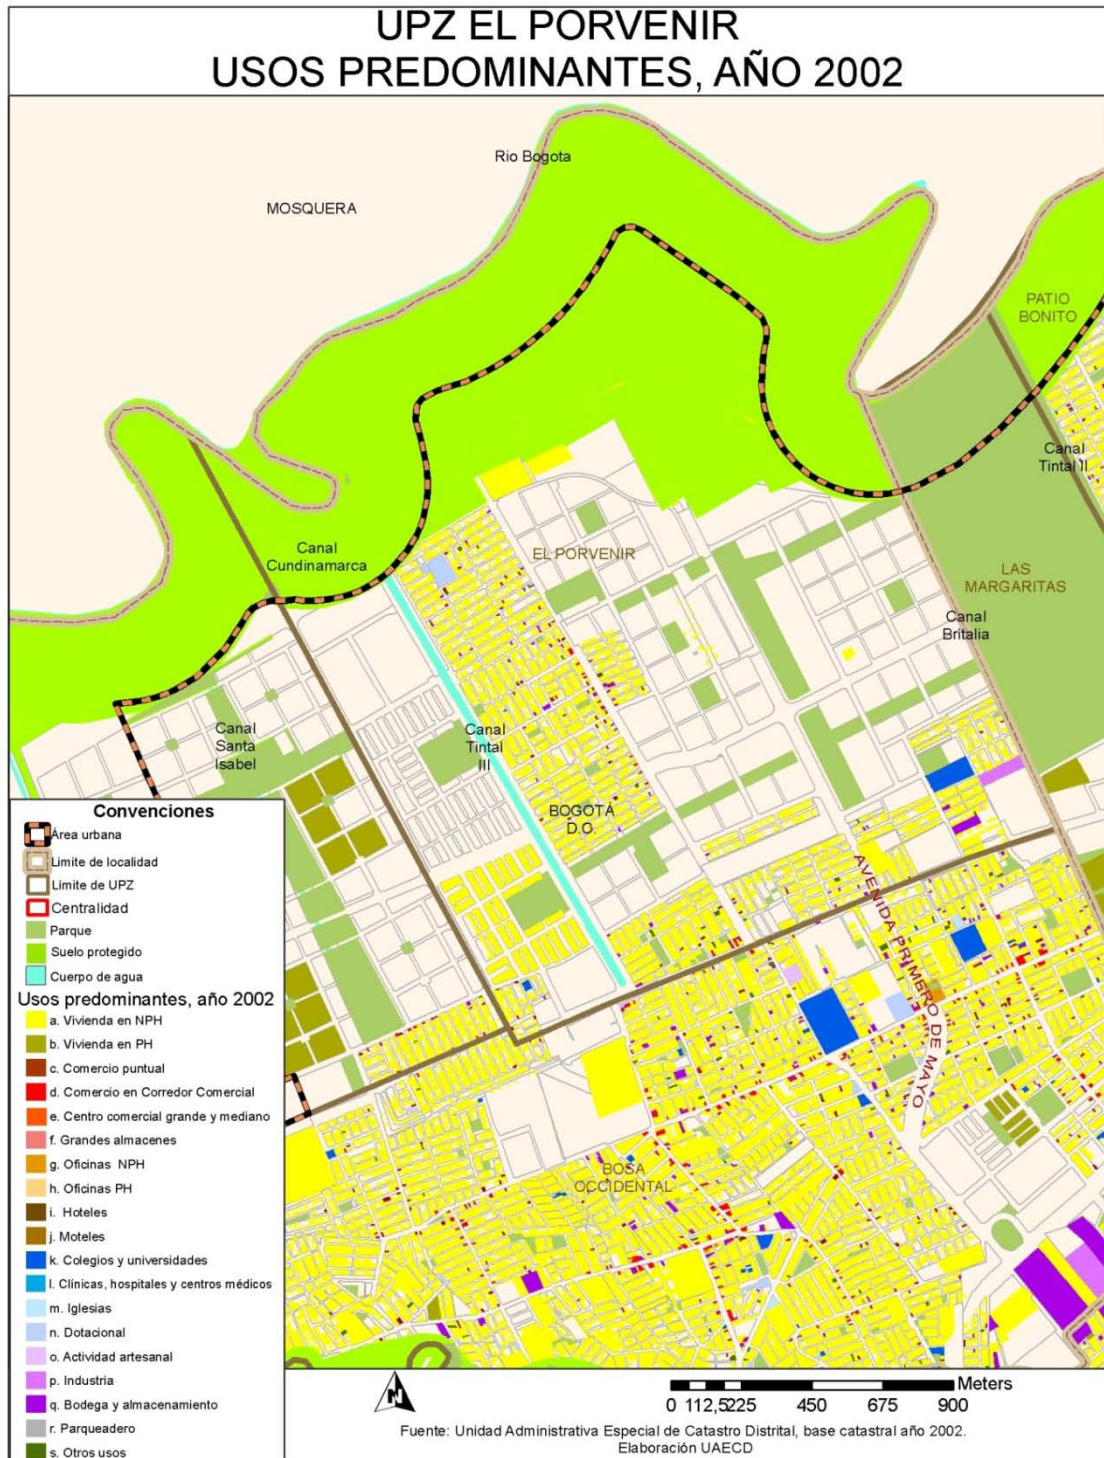 UPZ EL PORVENIR
USOS PREDOMINANTES, AÑO 2002
Rio Bogota
MOSQUERA
PATIO
BONITO
Canal
Tintal II
Canal
Cundinamarca
EL PORVENIR
LAS
MARGARITAS
Canal
Britalia
Canal
Santa
Isabel
Canal
Tintal
III
BOGOTÁ
D.C.
AVENIDA PRIMERO DE MAYO
BOSA
OCCIDENTAL
Convenciones
Área urbana
Limite de localidad
Límite de UPZ
Centralidad
Parque
Suelo protegido
Cuerpo de agua
Usos predominantes, año 2002
a. Vivienda en NPH
b. Vivienda en PH
c. Comercio puntual
d. Comercio en Corredor Comercial
e. Centro comercial grande y mediano
f. Grandes almacenes
g. Oficinas NPH
h. Oficinas PH
i. Hoteles
j. Moteles
k. Colegios y universidades
l. Clínicas, hospitales y centros médicos
m. Iglesias
n. Dotacional
o. Actividad artesanal
p. Industria
q. Bodega y almacenamiento
r. Parqueadero
s. Otros usos
N
Meters
0 112,5225 450 675 900
Fuente: Unidad Administrativa Especial de Catastro Distrital, base catastral año 2002.
Elaboración UAECD